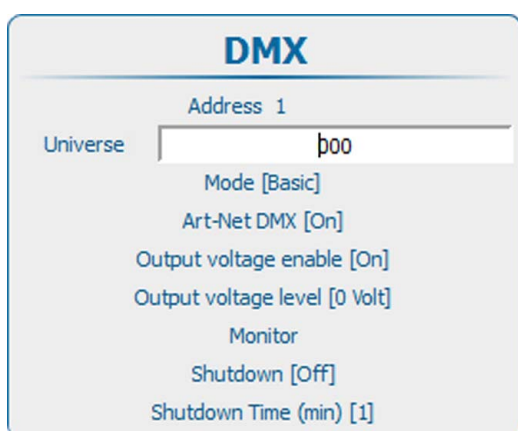 DMX
Address 1
Universe 000
Mode [Basic]
Art-Net DMX [On]
Output voltage enable [On]
Output voltage level [0 Volt]
Monitor
Shutdown [Off]
Shutdown Time (min) [1]